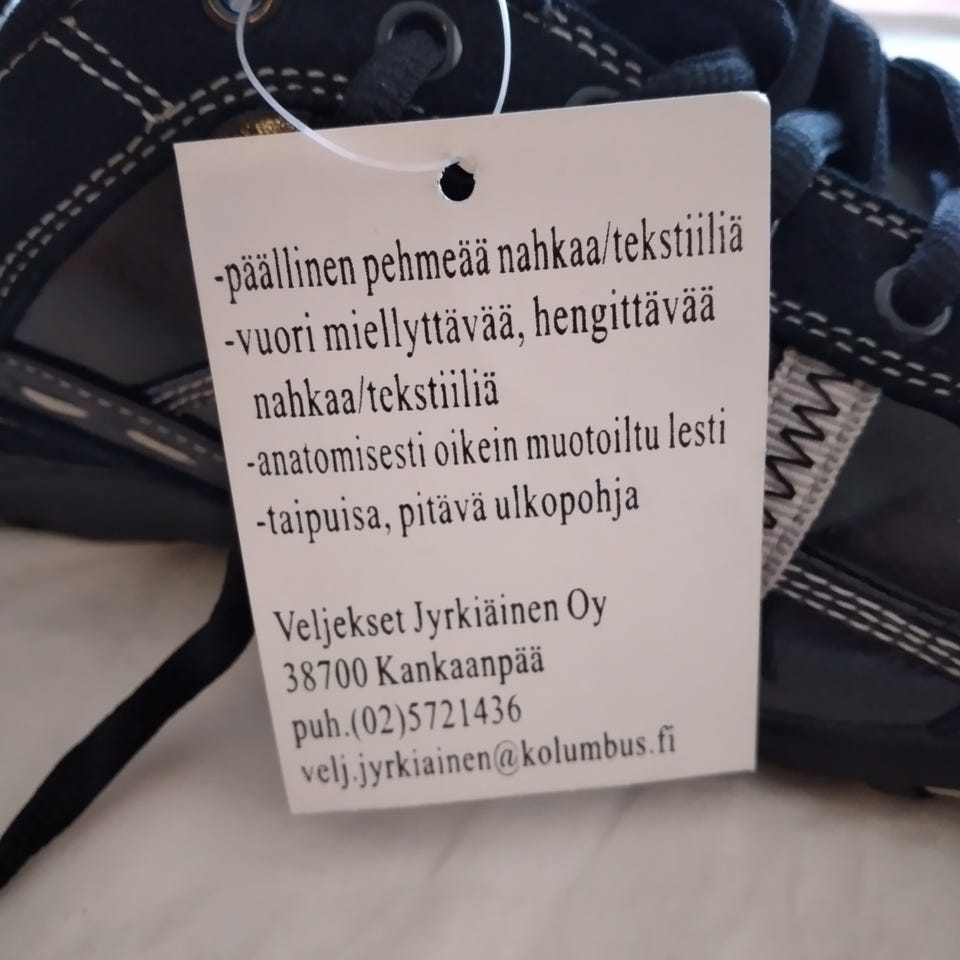 -päällinen pehmeää nahkaa/tekstiiliä
-vuori miellyttävää, hengittävää
nahkaa/tekstiiliä
-anatomisesti oikein muotoiltu lesti
-taipuisa, pitävä ulkopohja
Veljekset Jyrkiäinen Oy
38700 Kankaanpää
puh.(02)5721436
velj.jyrkiainen@kolumbus.fi